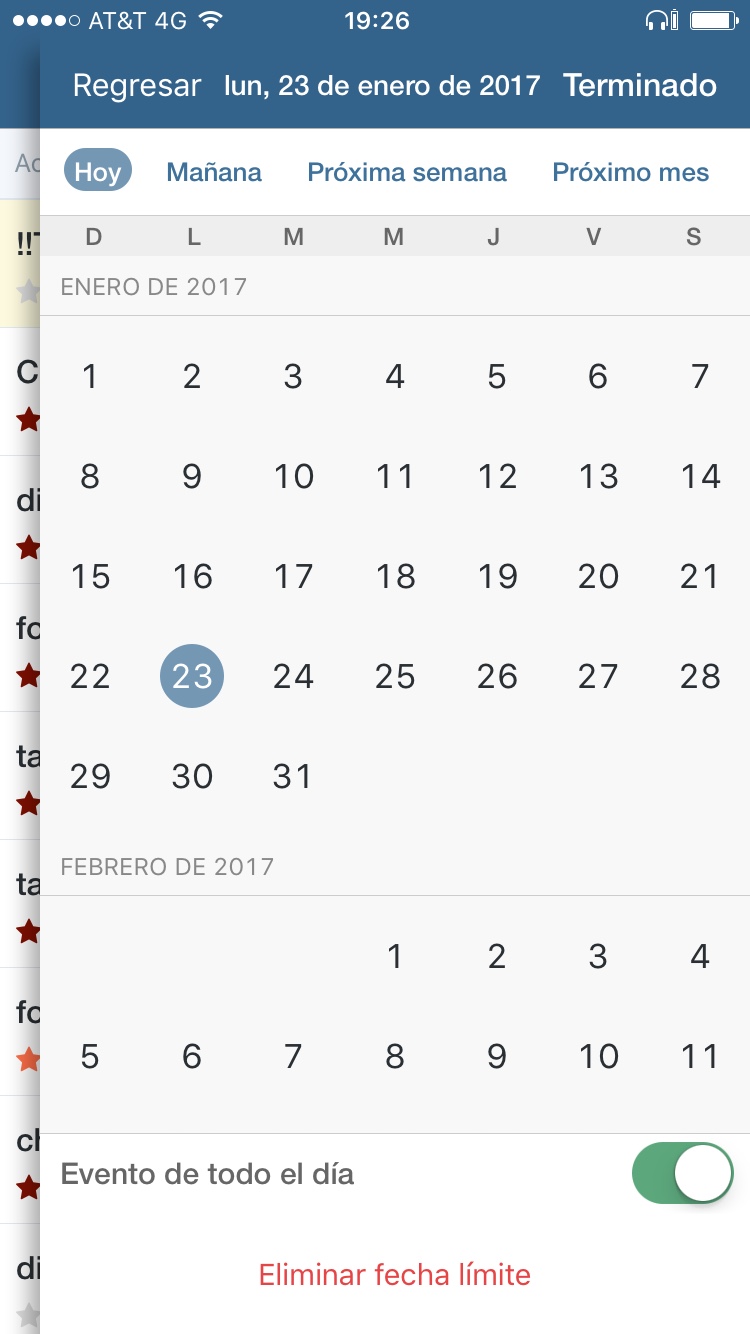 AT&T 4G 19:26
Regresar lun, 23 de enero de 2017 Terminado
Hoy Mañana Próxima semana Próximo mes
D L M M J V S
ENERO DE 2017
1 2 3 4 5 6 7
8 9 10 11 12 13 14
15 16 17 18 19 20 21
22 23 24 25 26 27 28
29 30 31
FEBRERO DE 2017
1 2 3 4
5 6 7 8 9 10 11
Evento de todo el día
Eliminar fecha límite